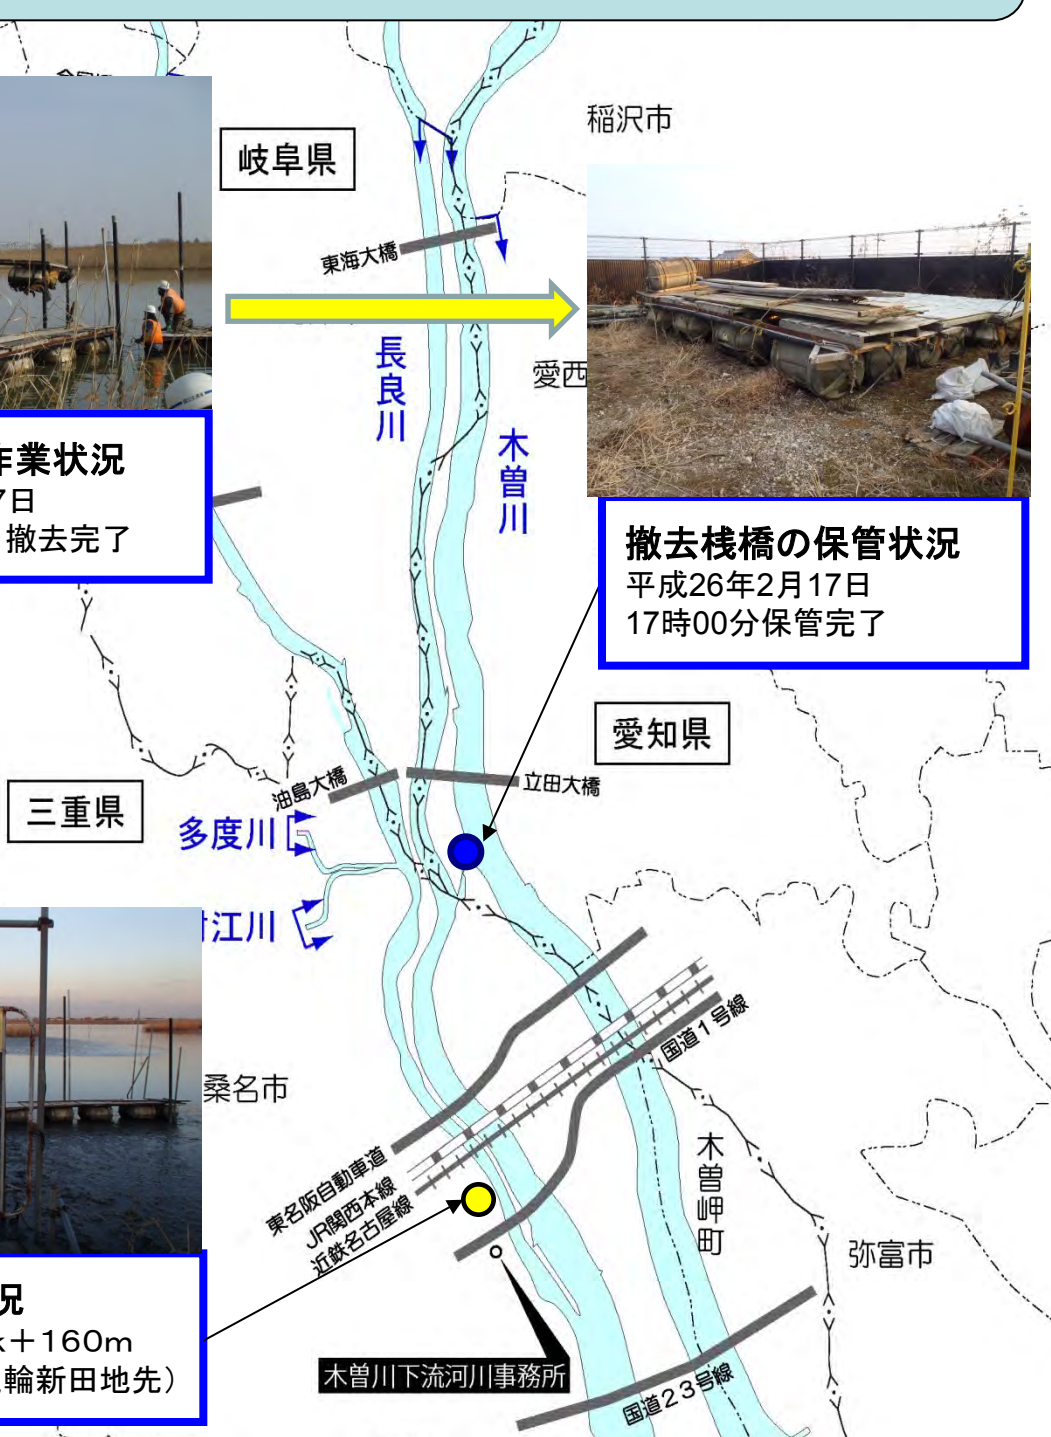 稲沢市
岐阜県
東海大橋
長良川
愛西
木曽川
作業状況
7日
撤去完了
撤去桟橋の保管状況
平成26年2月17日
17時00分保管完了
愛知県
三重県
油島大橋
立田大橋
多度川
江川
国道1号線
桑名市
東名阪自動車道
JR関西本線
近鉄名古屋線
木曽岬町
弥富市
況
k+160m
輪新田地先)
木曽川下流河川事務所
国道23号線